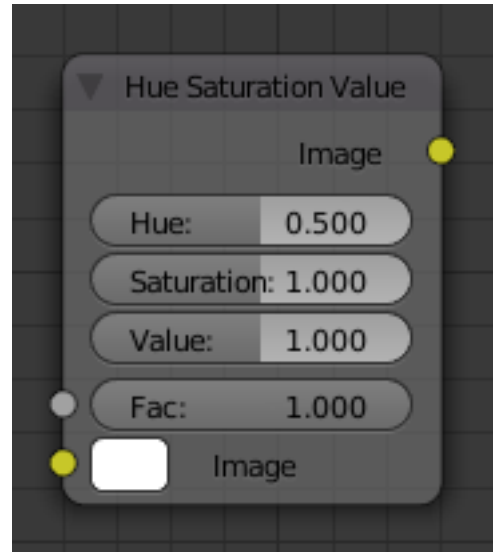 Hue Saturation Value
Image
Hue: 0.500
Saturation: 1.000
Value: 1.000
Fac: 1.000
Image